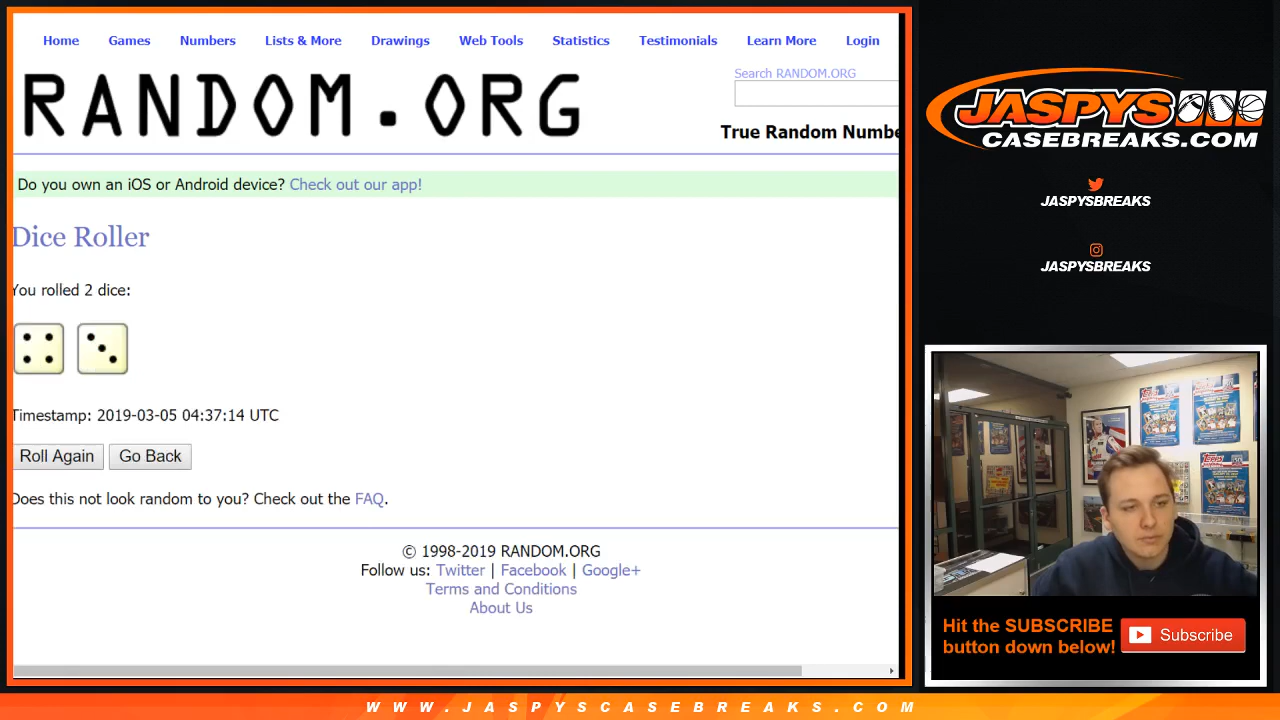 Home Games Numbers Lists & More Drawings Web Tools Statistics Testimonials Learn More Login
RANDOM.ORG
Search RANDOM.ORG
True Random Numbe
Do you own an iOS or Android device? Check out our app!
Dice Roller
You rolled 2 dice:
Timestamp: 2019-03-05 04:37:14 UTC
Roll Again Go Back
Does this not look random to you? Check out the FAQ.
© 1998-2019 RANDOM.ORG
Follow us: Twitter | Facebook | Google+
Terms and Conditions
About Us
JASPYS
CASEBREAKS.COM
JASPYSBREAKS
JASPYSBREAKS
Hit the SUBSCRIBE
button down below!
Subscribe
WWW.JASPYSCASEBREAKS.COM